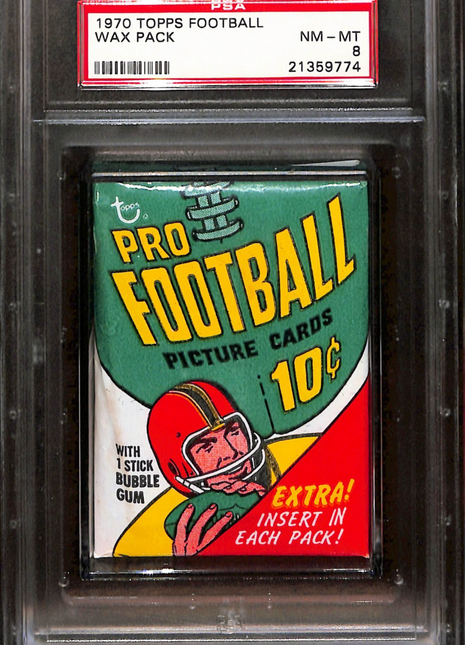 PSA
1970 TOPPS FOOTBALL
WAX PACK
NM - MT
8
21359774
topps
PRO
FOOTBALL
PICTURE CARDS
10¢
WITH
1 STICK
BUBBLE
GUM
EXTRA!
INSERT IN
EACH PACK!